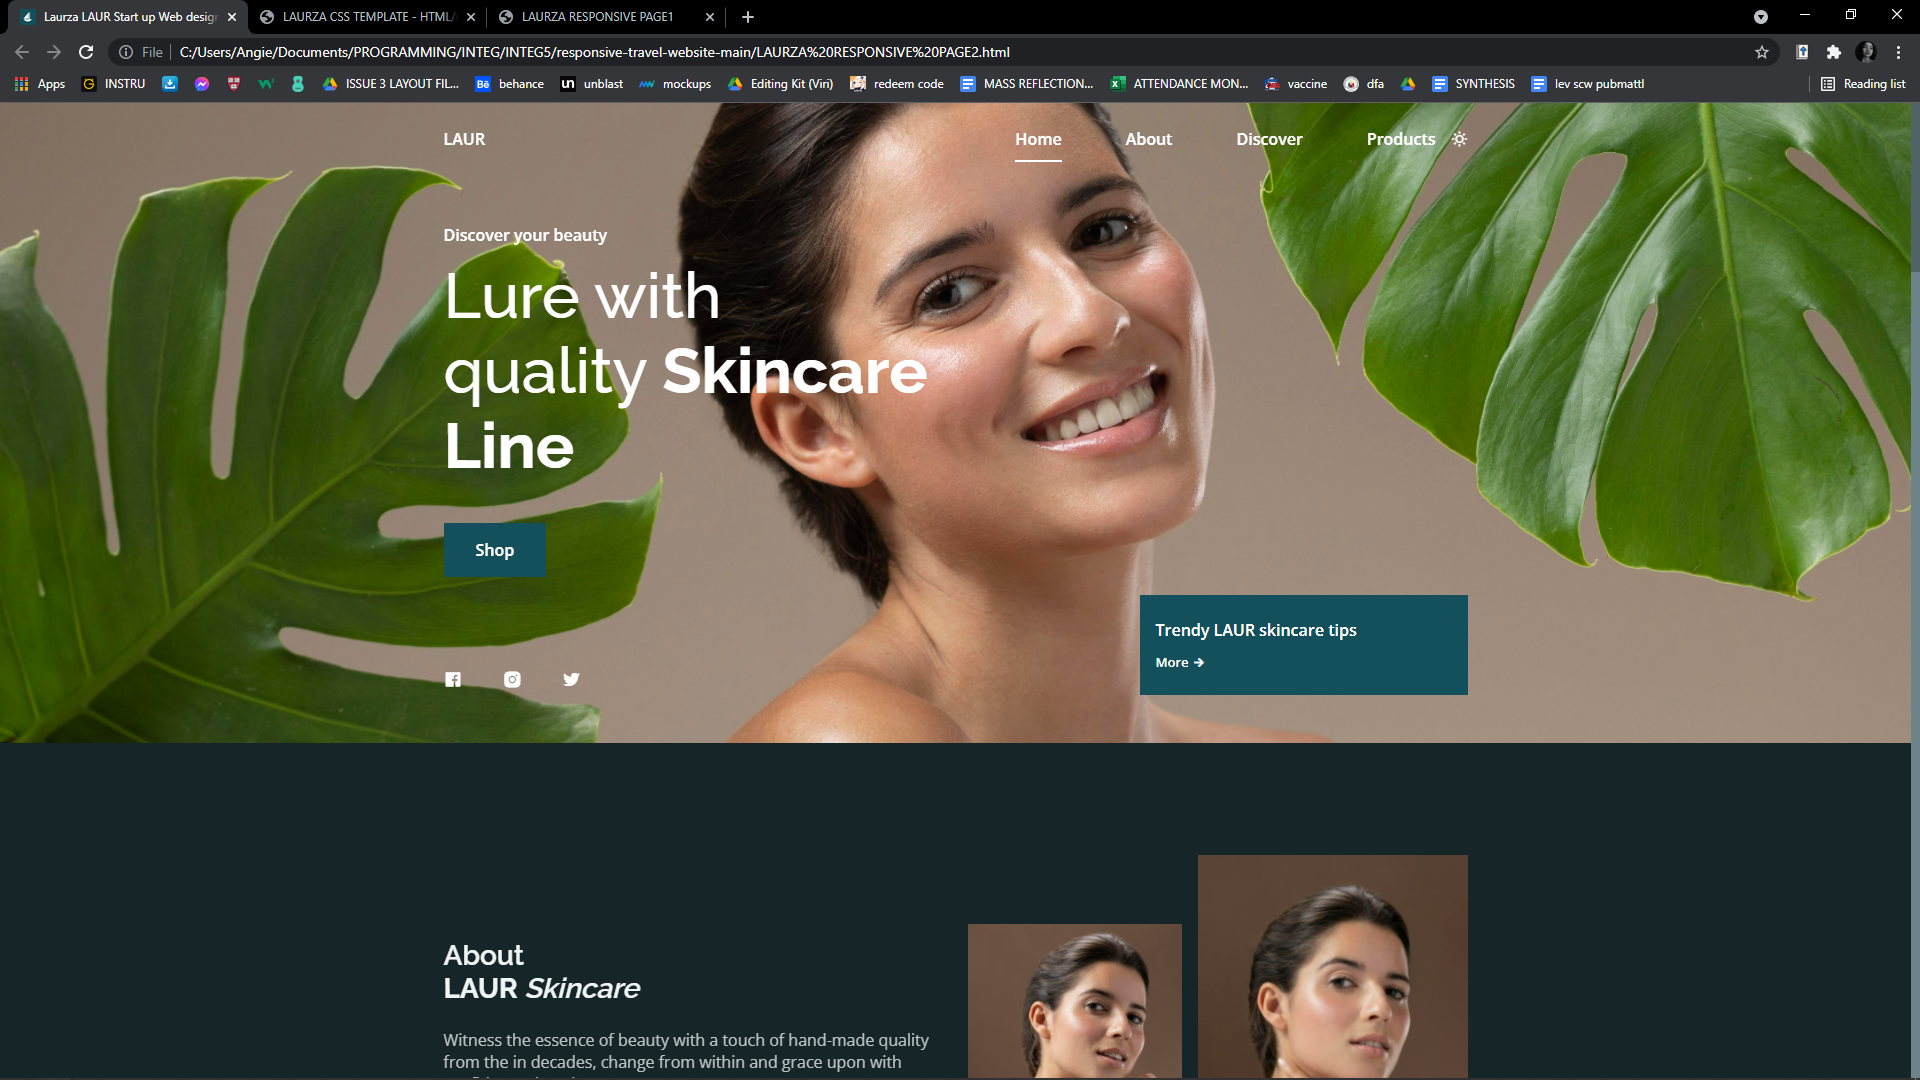 Laurza LAUR Start up Web design
LAURZA CSS TEMPLATE - HTML/
LAURZA RESPONSIVE PAGE1
File
C:/Users/Angie/Documents/PROGRAMMING/INTEG/INTEG5/responsive-travel-website-main/LAURZA%20RESPONSIVE%20PAGE2.html
Apps
INSTRU
ISSUE 3 LAYOUT FIL...
behance
unblast
mockups
Editing Kit (Viri)
redeem code
MASS REFLECTION...
ATTENDANCE MON...
vaccine
dfa
SYNTHESIS
lev scw pubmattl
Reading list
LAUR
Home
About
Discover
Products
Discover your beauty
Lure with
quality Skincare
Line
Shop
Trendy LAUR skincare tips
More →
About
LAUR Skincare
Witness the essence of beauty with a touch of hand-made quality
from the in decades, change from within and grace upon with